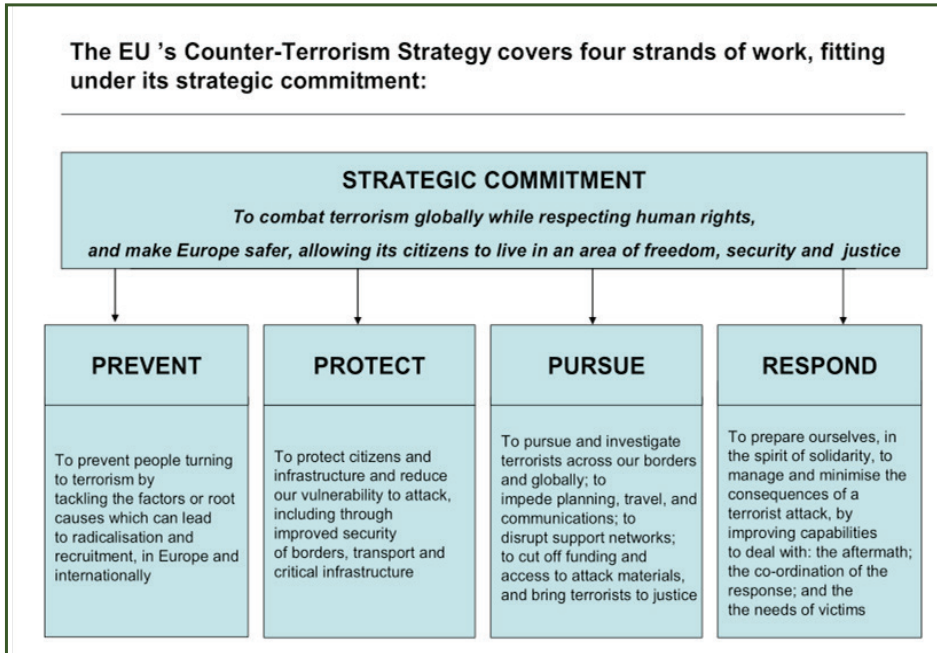 The EU 's Counter-Terrorism Strategy covers four strands of work, fitting
under its strategic commitment:
STRATEGIC COMMITMENT
To combat terrorism globally while respecting human rights,
and make Europe safer, allowing its citizens to live in an area of freedom, security and justice
PREVENT
To prevent people turning
to terrorism by
tackling the factors or root
causes which can lead
to radicalisation and
recruitment, in Europe and
internationally
PROTECT
To protect citizens and
infrastructure and reduce
our vulnerability to attack,
including through
improved security
of borders, transport and
critical infrastructure
PURSUE
To pursue and investigate
terrorists across our borders
and globally; to
impede planning, travel, and
communications; to
disrupt support networks;
to cut off funding and
access to attack materials,
and bring terrorists to justice
RESPOND
To prepare ourselves, in
the spirit of solidarity, to
manage and minimise the
consequences of a
terrorist attack, by
improving capabilities
to deal with: the aftermath;
the co-ordination of the
response; and the
the needs of victims